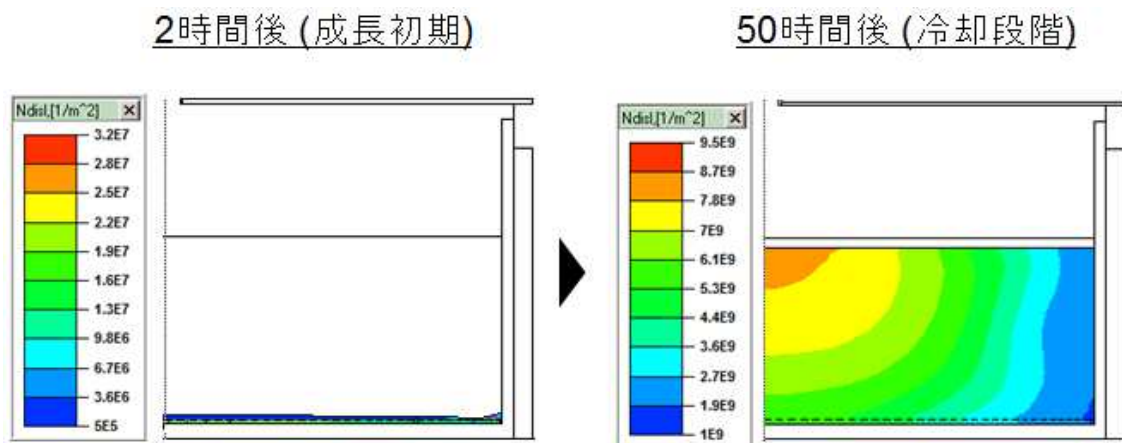 2時間後 (成長初期)
50時間後 (冷却段階)
Ndisl,[1/m^2]
3.2E7
2.8E7
2.5E7
2.2E7
1.9E7
1.6E7
1.3E7
9.8E6
6.7E6
3.6E6
5E5
Ndisl,[1/m^2]
9.5E9
8.7E9
7.8E9
7E9
6.1E9
5.3E9
4.4E9
3.6E9
2.7E9
1.9E9
1E9